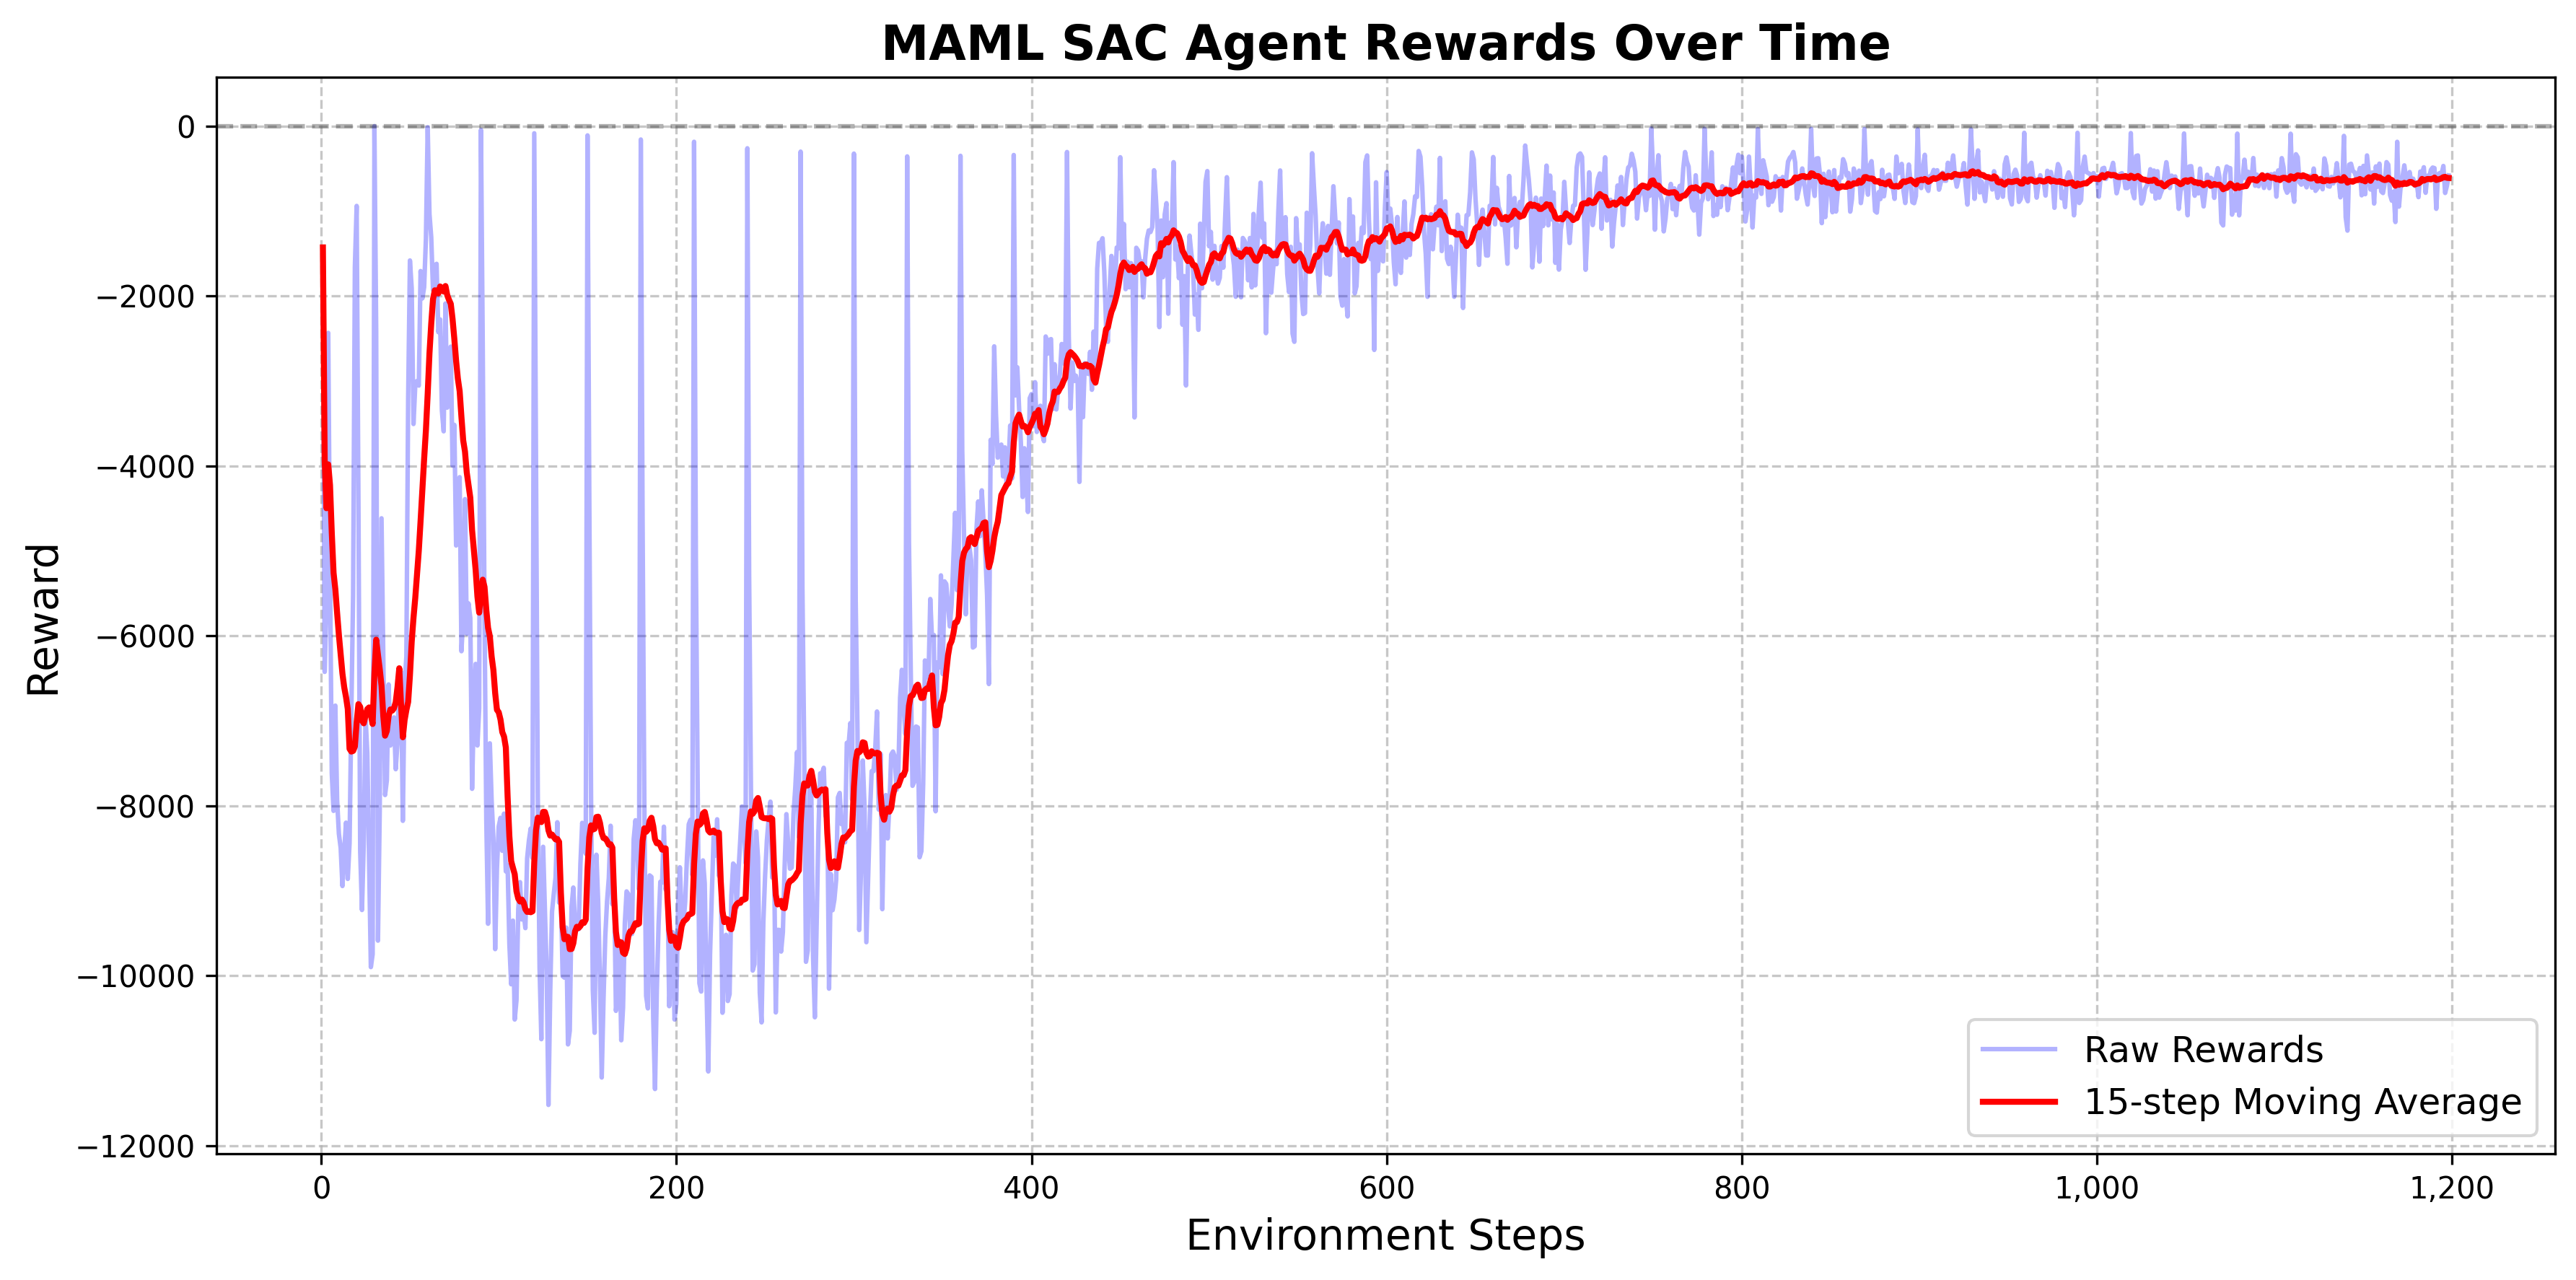 MAML SAC Agent Rewards Over Time
Reward
0
−2000
−4000
−6000
−8000
−10000
−12000
0
200
400
600
800
1,000
1,200
Environment Steps
Raw Rewards
15-step Moving Average